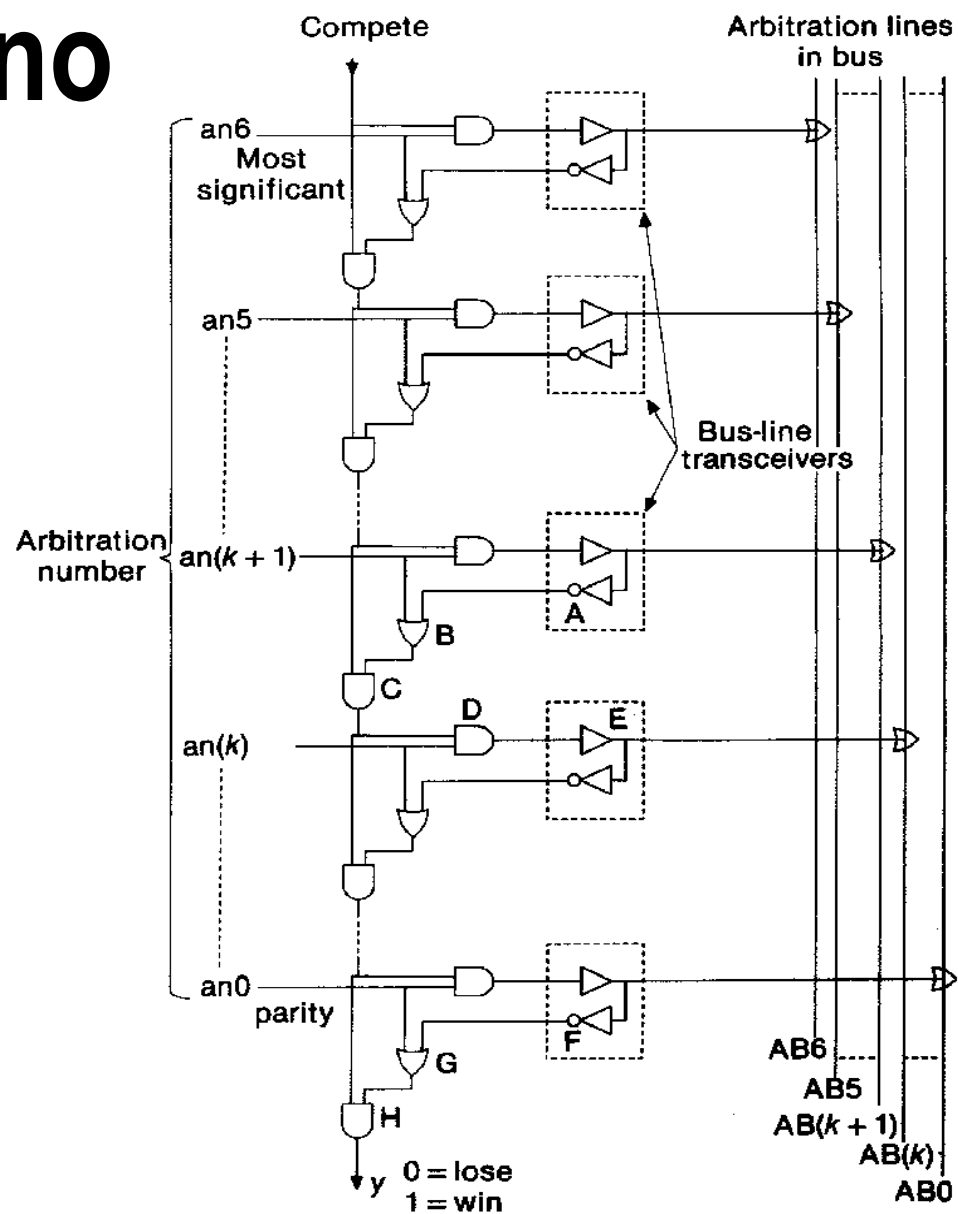 no
Compete
Arbitration lines
in bus
an6
Most
significant
an5
Bus-line
transceivers
Arbitration
number
an(k + 1)
A
B
C
D
E
an(k)
an0
parity
F
G
H
AB6
AB5
AB(k + 1)
AB(k)
AB0
y 0 = lose
1 = win